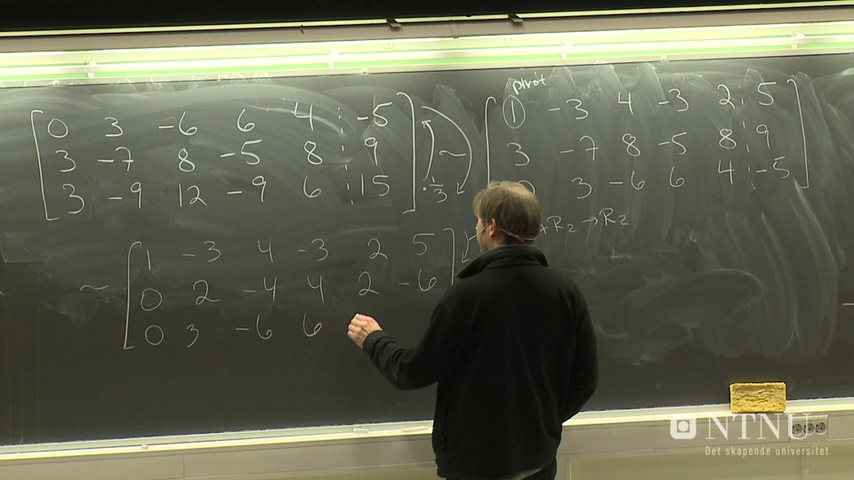 0 3 -6 6 4 -5
3 -7 8 -5 8 9
3 -9 12 -9 6 15
· 1/3
~
pivot
1 -3 4 -3 2 5
3 -7 8 -5 8 9
3 -6 6 4 -5
+R2 → R2
~
1 -3 4 -3 2 5
0 2 -4 4 2 -6
0 3 -6 6
NTNU
Det skapende universitet